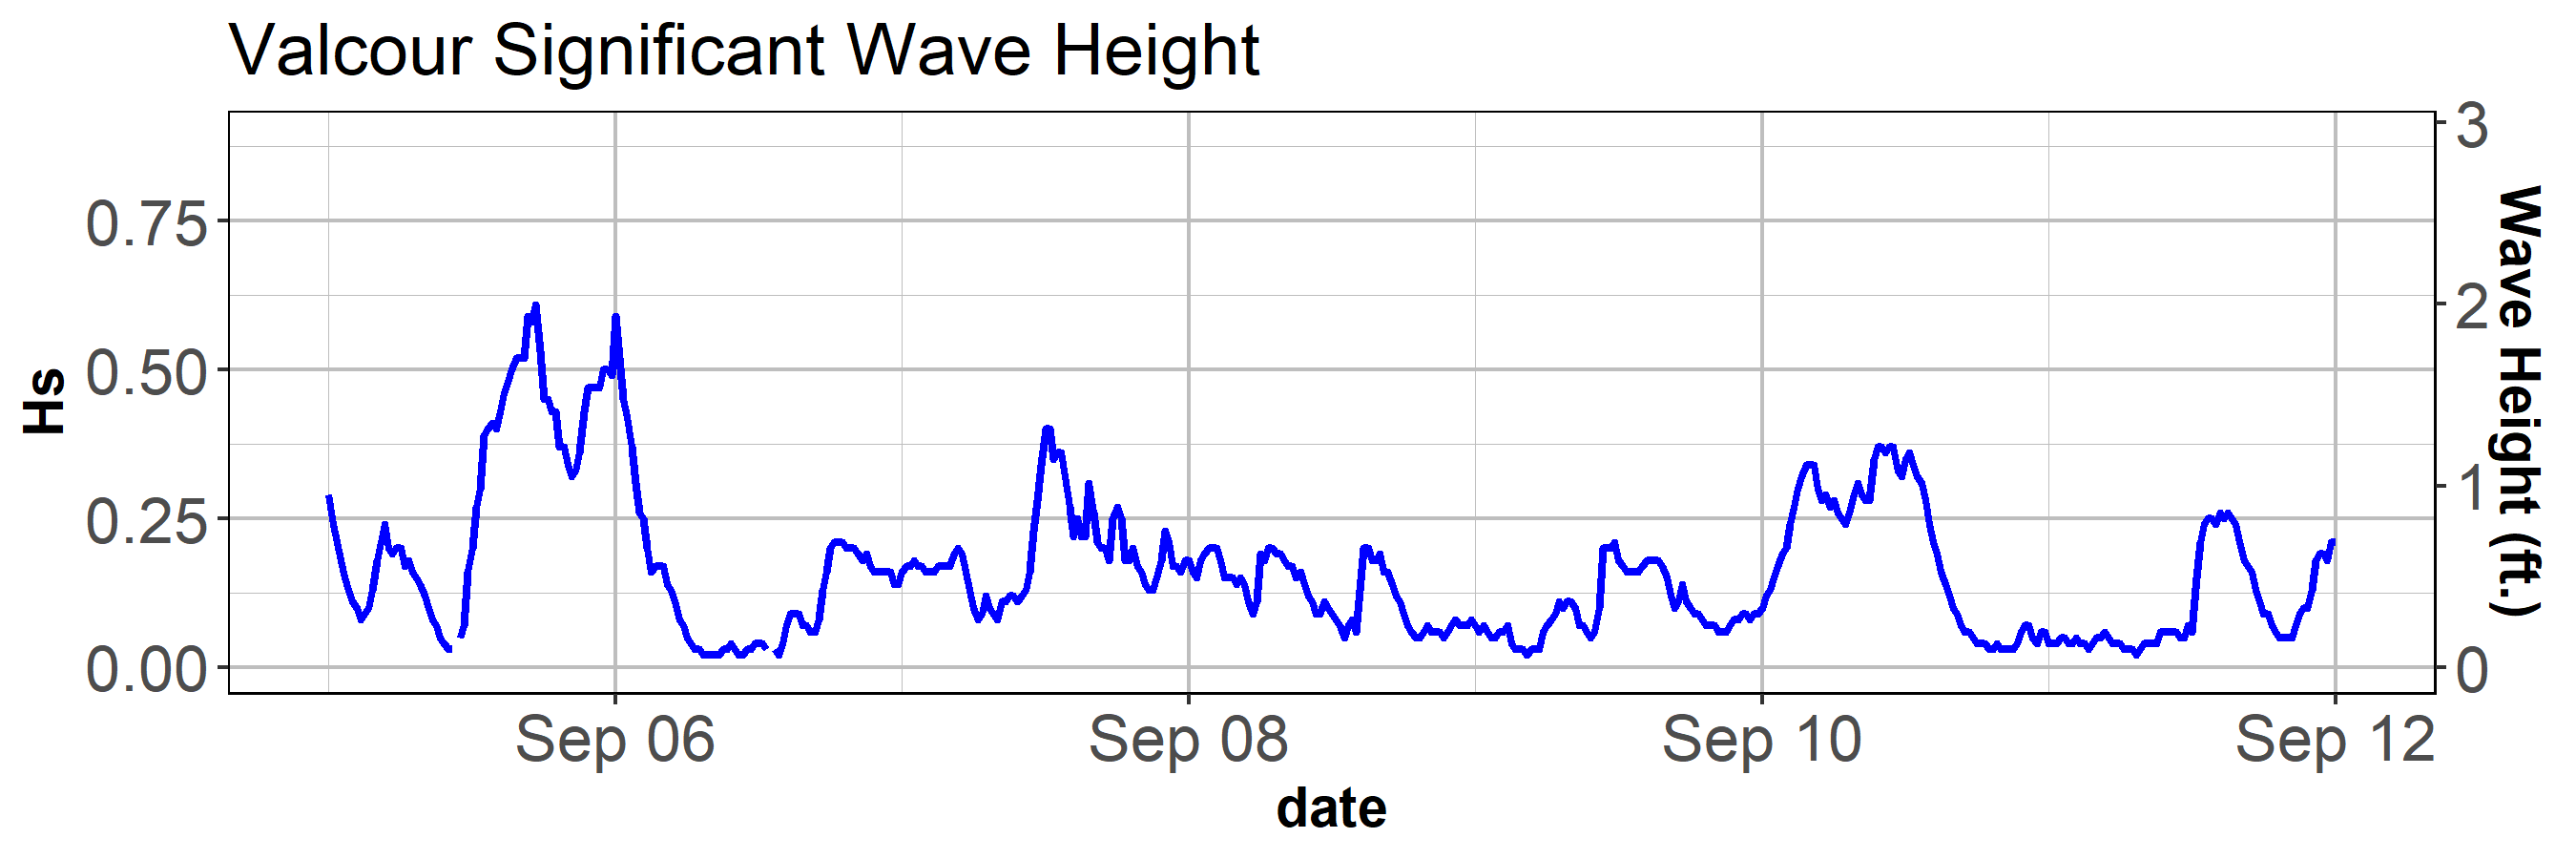 Valcour Significant Wave Height
Hs
0.75
0.50
0.25
0.00
3
2
1
0
Wave Height (ft.)
Sep 06
Sep 08
Sep 10
Sep 12
date